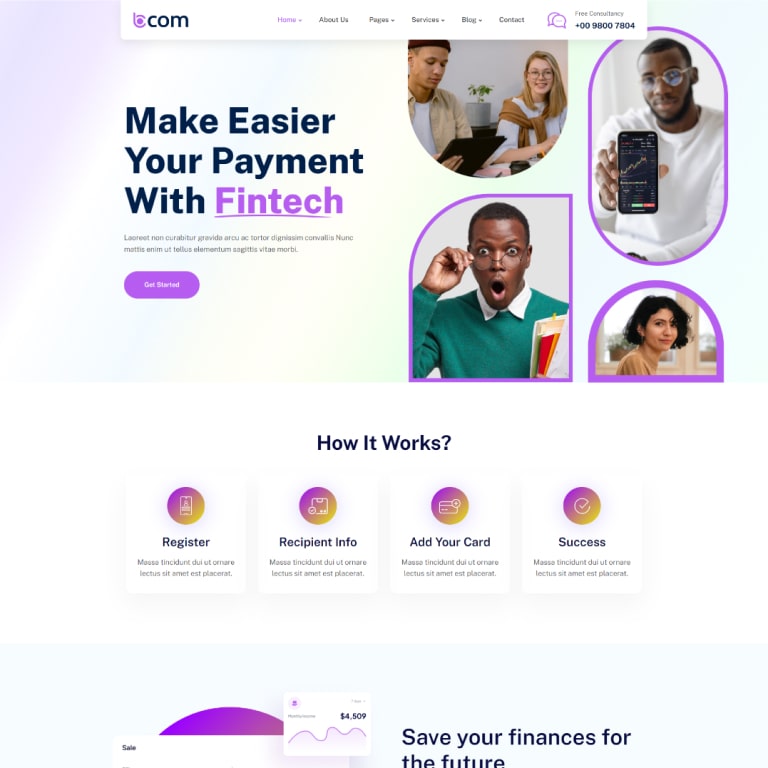 bcom
Home
About Us
Pages
Services
Blog
Contact
Free Consultancy
+00 9800 7804
Make Easier
Your Payment
With Fintech
Laoreet non curabitur gravida arcu ac tortor dignissim convallis Nunc
mattis enim ut tellus elementum sagittis vitae morbi.
Get Started
How It Works?
Register
Massa tincidunt dui ut ornare
lectus sit amet est placerat.
Recipient Info
Massa tincidunt dui ut ornare
lectus sit amet est placerat.
Add Your Card
Massa tincidunt dui ut ornare
lectus sit amet est placerat.
Success
Massa tincidunt dui ut ornare
lectus sit amet est placerat.
7 days
Monthly Income
$4,509
Sale
Save your finances for
the future